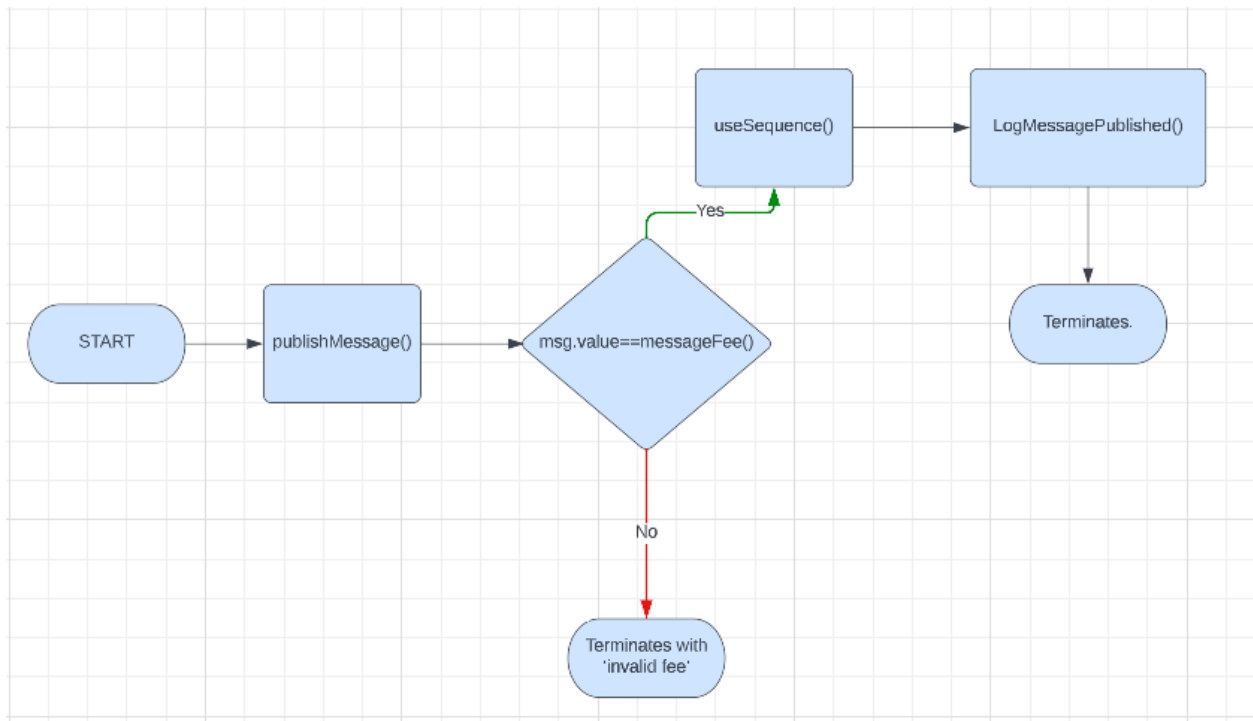 START
publishMessage()
msg.value==messageFee()
Yes
useSequence()
LogMessagePublished()
Terminates.
No
Terminates with
'invalid fee'